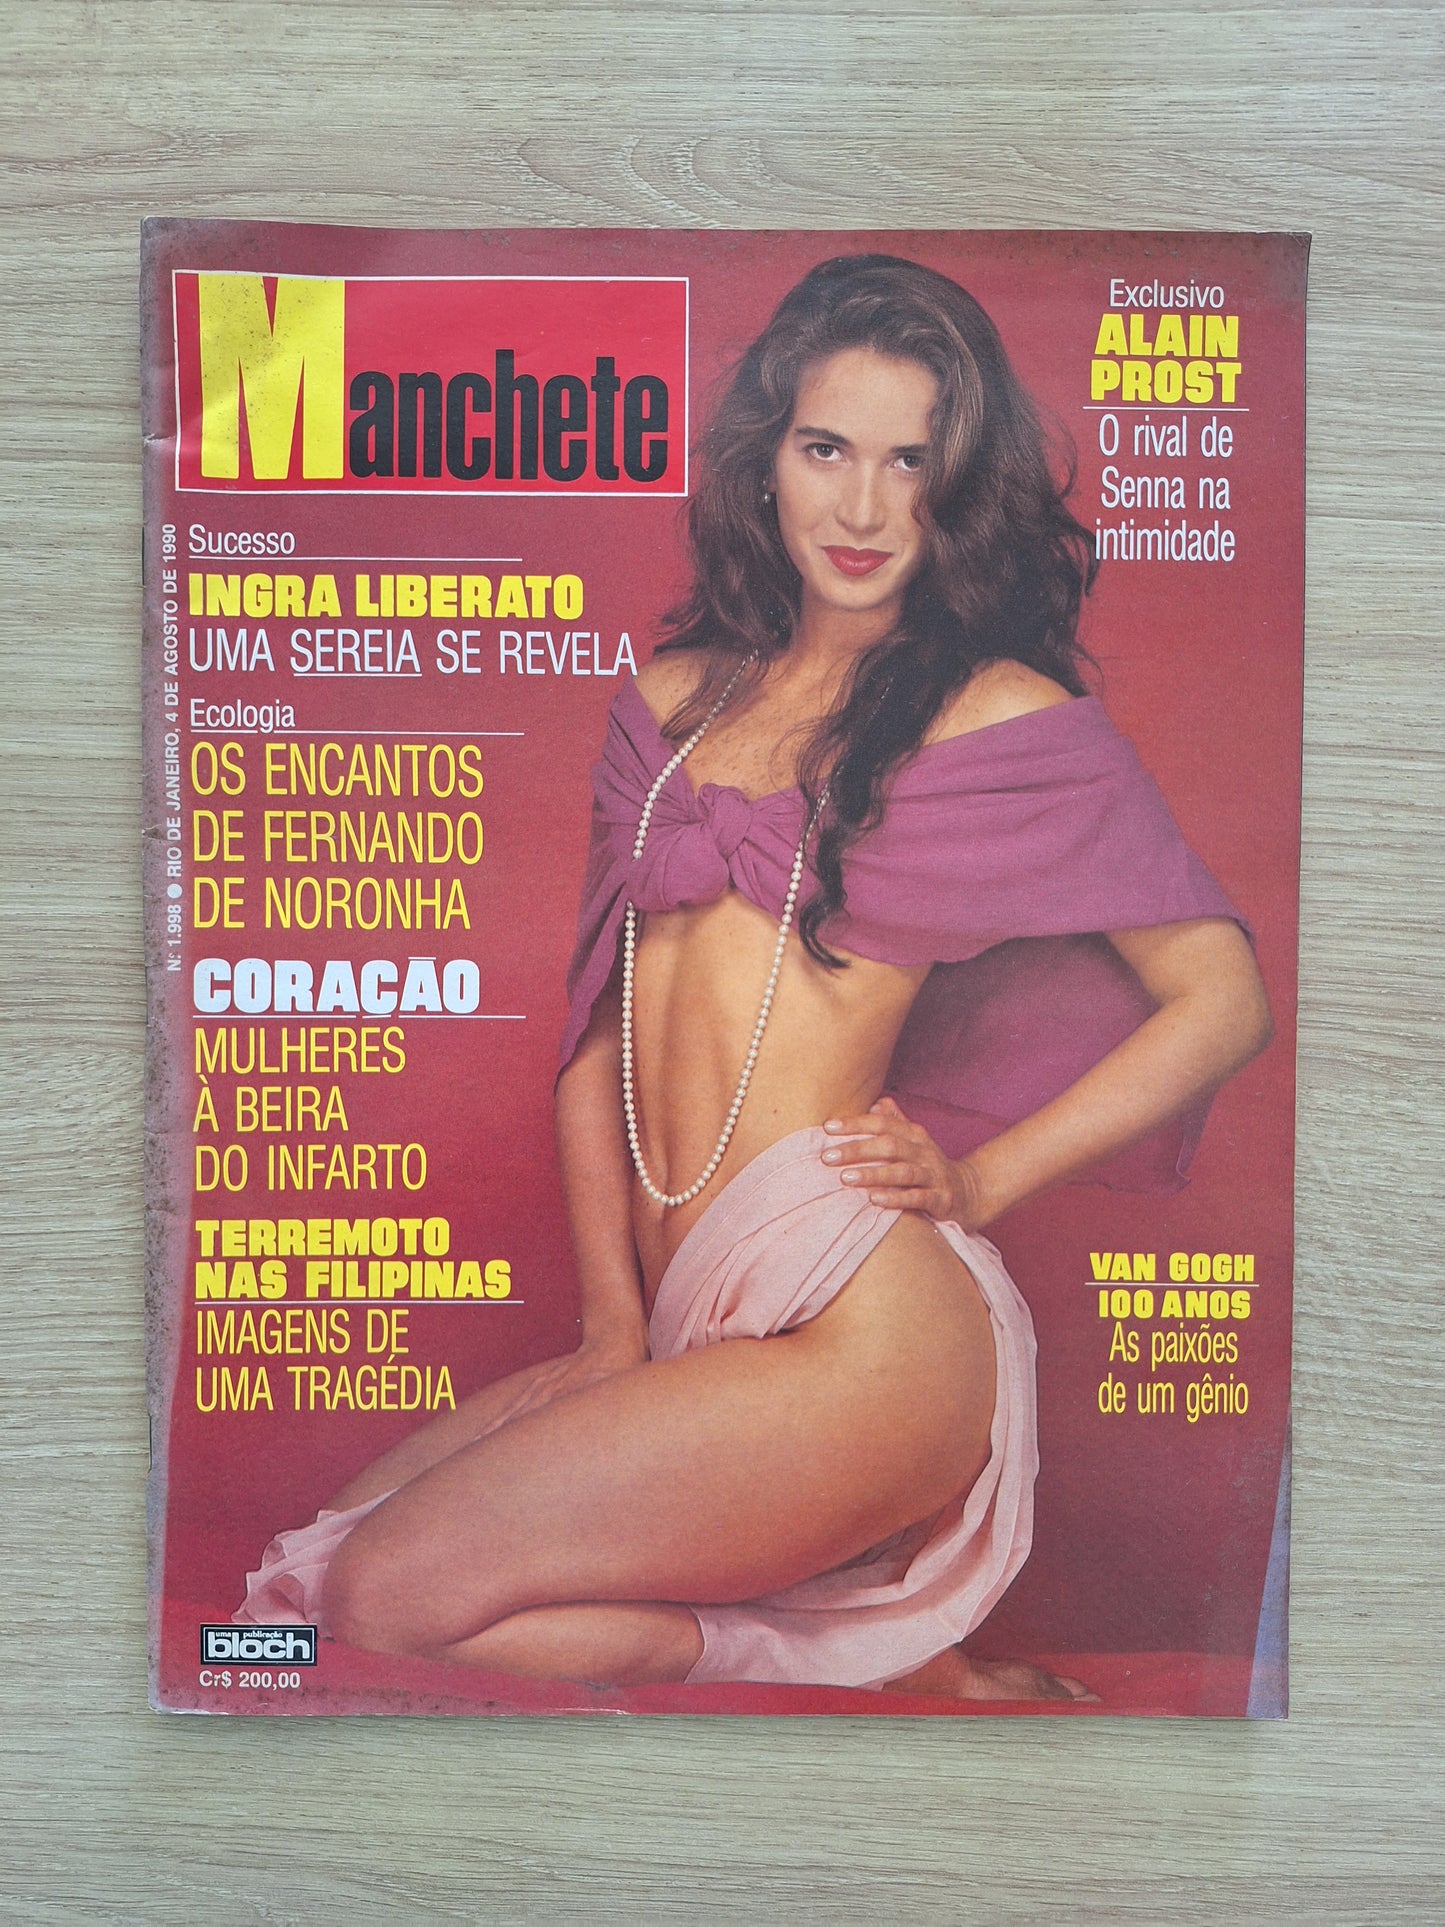 Manchete
Sucesso
INGRA LIBERATO
UMA SEREIA SE REVELA
Ecologia
OS ENCANTOS
DE FERNANDO
DE NORONHA
CORAÇÃO
MULHERES
À BEIRA
DO INFARTO
TERREMOTO
NAS FILIPINAS
IMAGENS DE
UMA TRAGÉDIA
Nº 1.998 ● RIO DE JANEIRO, 4 DE AGOSTO DE 1990
Exclusivo
ALAIN
PROST
O rival de
Senna na
intimidade
VAN GOGH
100 ANOS
As paixões
de um gênio
uma publicação
bloch
Cr$ 200,00